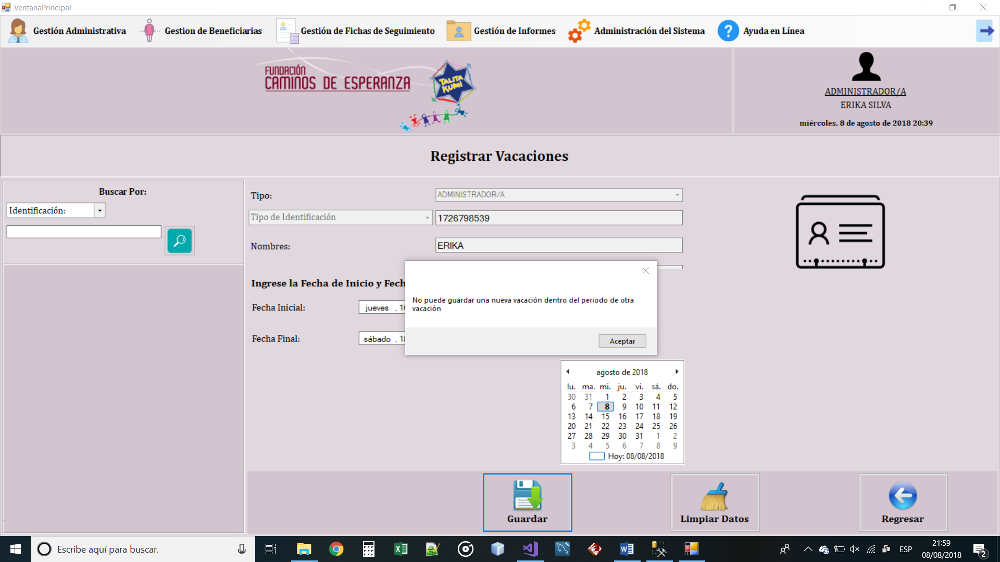 VentanaPrincipal
Gestión Administrativa
Gestion de Beneficiarios
Gestión de Fichas de Seguimiento
Gestión de Informes
Administración del Sistema
Ayuda en Línea
FUNDACIÓN
CAMINOS DE ESPERANZA
TALITA
KUMI
ADMINISTRADOR/A
ERIKA SILVA
miércoles, 8 de agosto de 2018 20:39
Registrar Vacaciones
Buscar Por:
Identificación:
Tipo:
ADMINISTRADOR/A
Tipo de Identificación
1726798539
Nombres:
ERIKA
Ingrese la Fecha de Inicio y Fech
Fecha Inicial:
jueves , 16
Fecha Final:
sábado , 18
No puede guardar una nueva vacación dentro del periodo de otra
vacación
Aceptar
agosto de 2018
lu. ma. mi. ju. vi. sá. do.
30 31 1 2 3 4 5
6 7 8 9 10 11 12
13 14 15 16 17 18 19
20 21 22 23 24 25 26
27 28 29 30 31 1 2
3 4 5 6 7 8 9
Hoy: 08/08/2018
Guardar
Limpiar Datos
Regresar
Escribe aquí para buscar.
ESP
21:59
08/08/2018
2